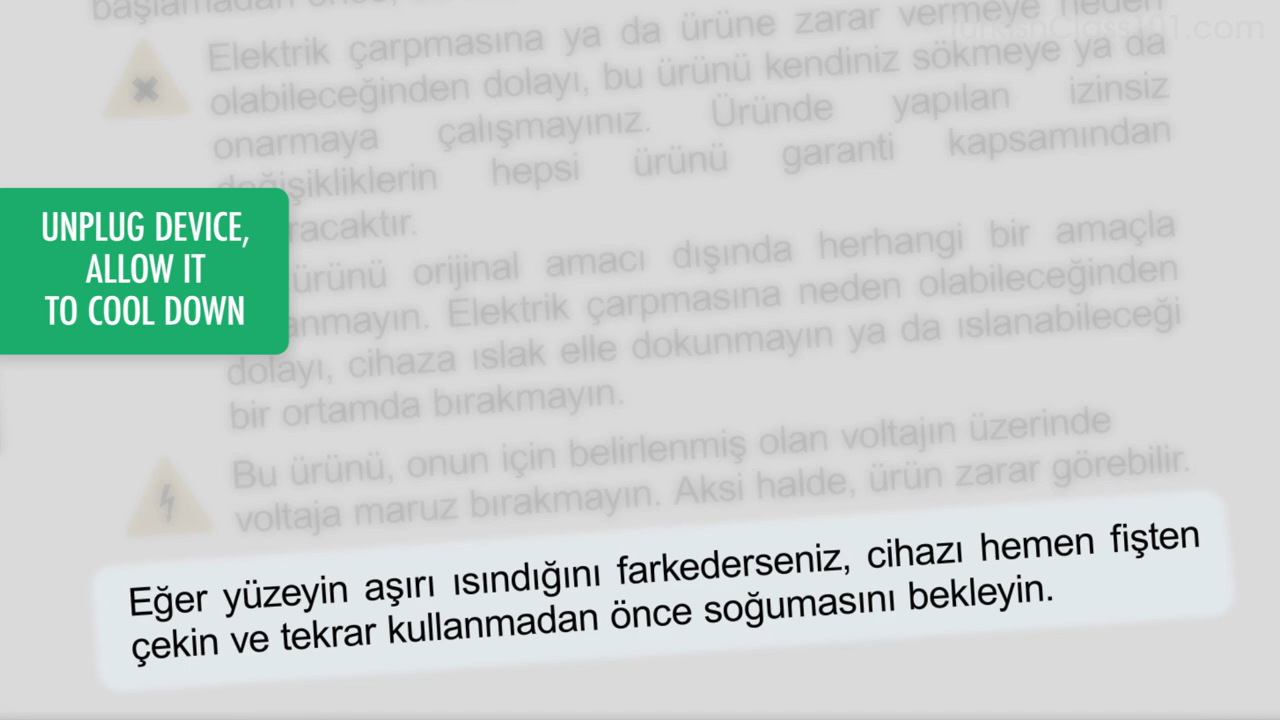 başlamadan önce,
TurkishClass101.com
Elektrik çarpmasına ya da ürüne zarar vermeye neden
olabileceğinden dolayı, bu ürünü kendiniz sökmeye ya da
onarmaya çalışmayınız. Üründe yapılan izinsiz
değişikliklerin hepsi ürünü garanti kapsamından
racaktır.
UNPLUG DEVICE,
ALLOW IT
TO COOL DOWN
ürünü orijinal amacı dışında herhangi bir amaçla
anmayın. Elektrik çarpmasına neden olabileceğinden
dolayı, cihaza ıslak elle dokunmayın ya da ıslanabileceği
bir ortamda bırakmayın.
Bu ürünü, onun için belirlenmiş olan voltajın üzerinde
voltaja maruz bırakmayın. Aksi halde, ürün zarar görebilir.
Eğer yüzeyin aşırı ısındığını farkederseniz, cihazı hemen fişten
çekin ve tekrar kullanmadan önce soğumasını bekleyin.